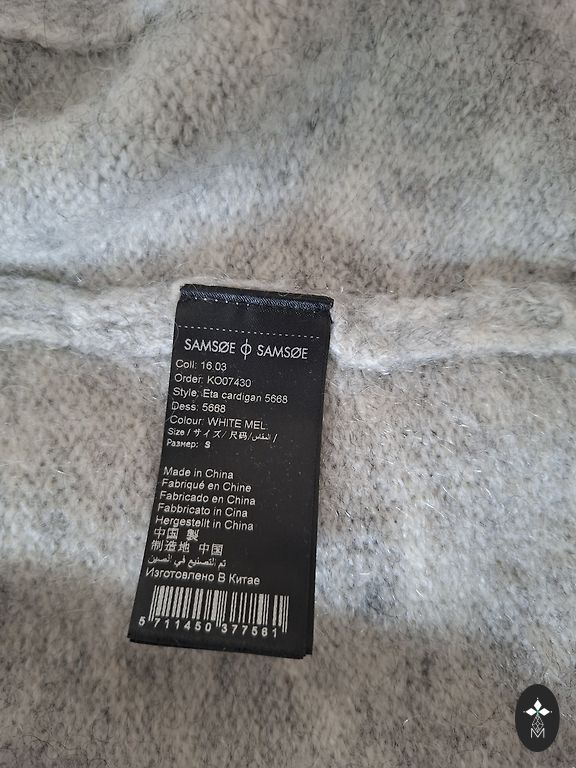 SAMSØE ϕ SAMSØE
Coll: 16.03
Order: KO07430
Style: Eta cardigan 5668
Dess: 5668
Colour: WHITE MEL.
Size / サイズ / 尺码 / المقاس /
Размер: S
Made in China
Fabriqué en Chine
Fabricado en China
Fabbricato in Cina
Hergestellt in China
中国 製
制造地 中国
تم التصنيع في الصين
Изготовлено В Китае
5 711450 377561
M